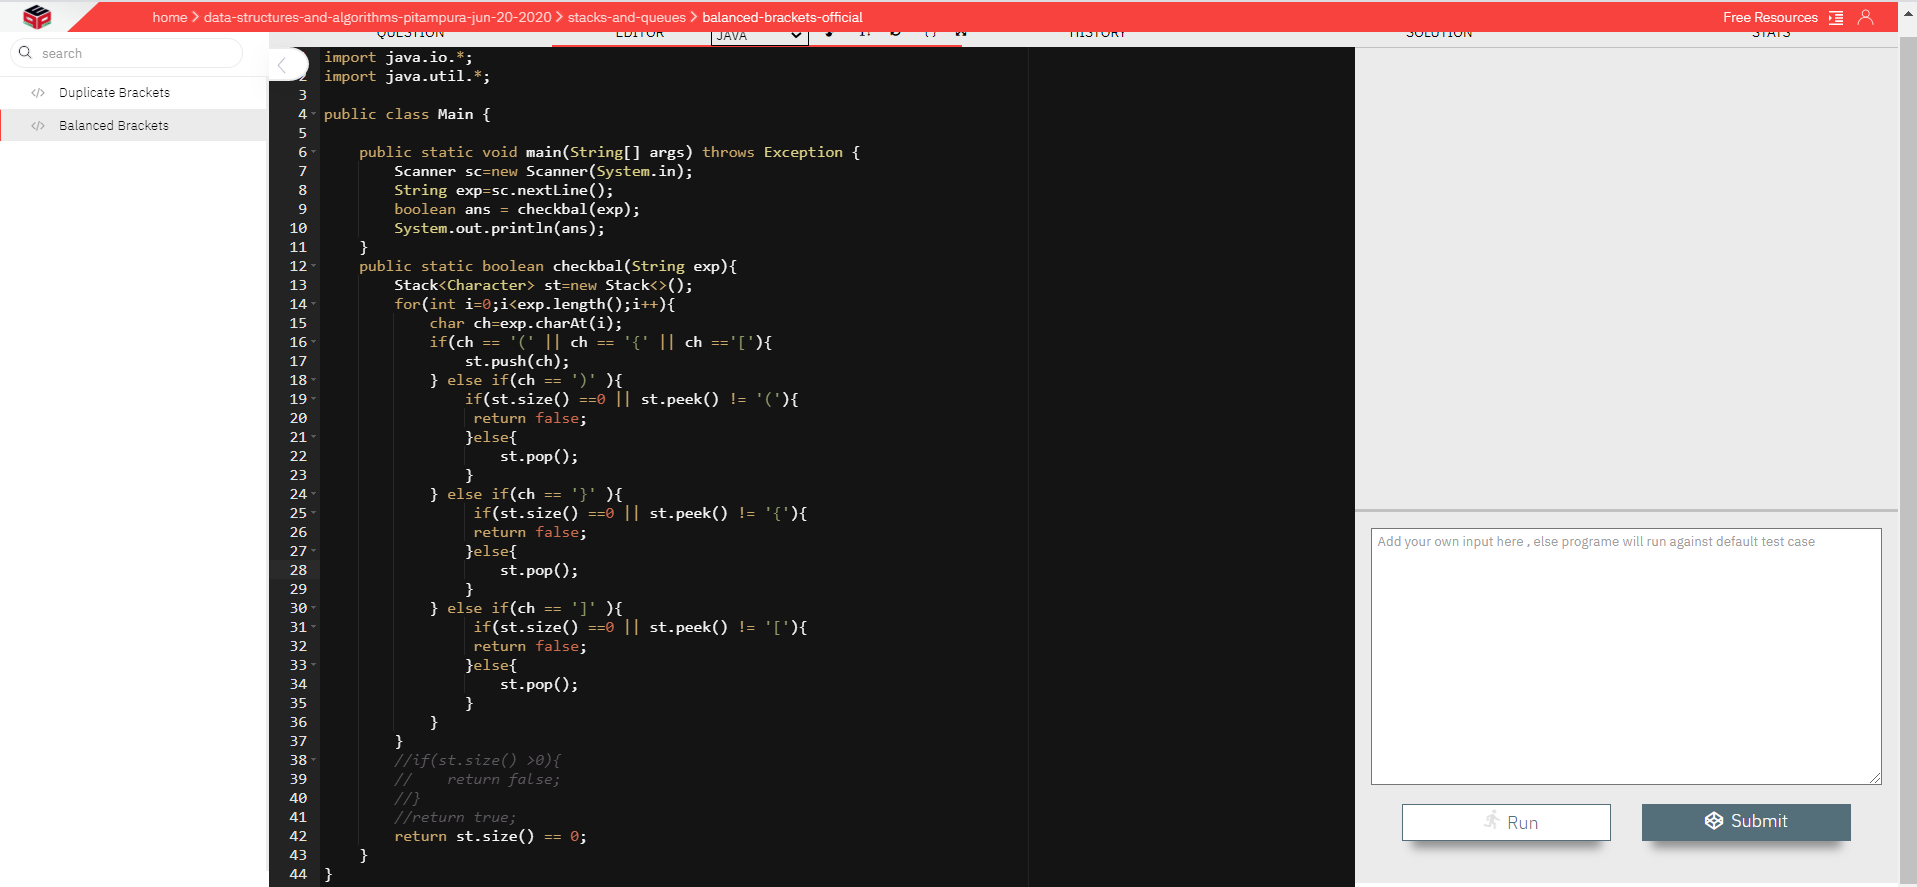 home > data-structures-and-algorithms-pitampura-jun-20-2020 > stacks-and-queues > balanced-brackets-official
Free Resources
search
Duplicate Brackets
Balanced Brackets
QUESTION
EDITOR
JAVA
HISTORY
SOLUTION
STATS
import java.io.*;
2 import java.util.*;
3
4 public class Main {
5
6 public static void main(String[] args) throws Exception {
7 Scanner sc=new Scanner(System.in);
8 String exp=sc.nextLine();
9 boolean ans = checkbal(exp);
10 System.out.println(ans);
11 }
12 public static boolean checkbal(String exp){
13 Stack<Character> st=new Stack<>();
14 for(int i=0;i<exp.length();i++){
15 char ch=exp.charAt(i);
16 if(ch == '(' || ch == '{' || ch =='['){
17 st.push(ch);
18 } else if(ch == ')' ){
19 if(st.size() ==0 || st.peek() != '('){
20 return false;
21 }else{
22 st.pop();
23 }
24 } else if(ch == '}' ){
25 if(st.size() ==0 || st.peek() != '{'){
26 return false;
27 }else{
28 st.pop();
29 }
30 } else if(ch == ']' ){
31 if(st.size() ==0 || st.peek() != '['){
32 return false;
33 }else{
34 st.pop();
35 }
36 }
37 }
38 //if(st.size() >0){
39 // return false;
40 //}
41 //return true;
42 return st.size() == 0;
43 }
44 }
Add your own input here , else programe will run against default test case
Run
Submit